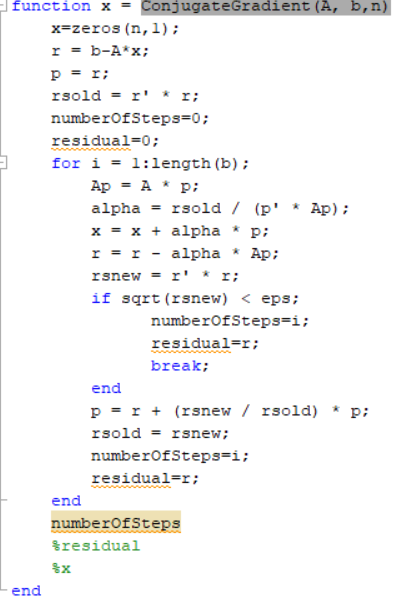 function x = ConjugateGradient(A, b,n)
    x=zeros(n,1);
    r = b-A*x;
    p = r;
    rsold = r' * r;
    numberOfSteps=0;
    residual=0;
    for i = 1:length(b);
        Ap = A * p;
        alpha = rsold / (p' * Ap);
        x = x + alpha * p;
        r = r - alpha * Ap;
        rsnew = r' * r;
        if sqrt(rsnew) < eps;
              numberOfSteps=i;
              residual=r;
              break;
        end
        p = r + (rsnew / rsold) * p;
        rsold = rsnew;
        numberOfSteps=i;
        residual=r;
    end
    numberOfSteps
    %residual
    %x
end